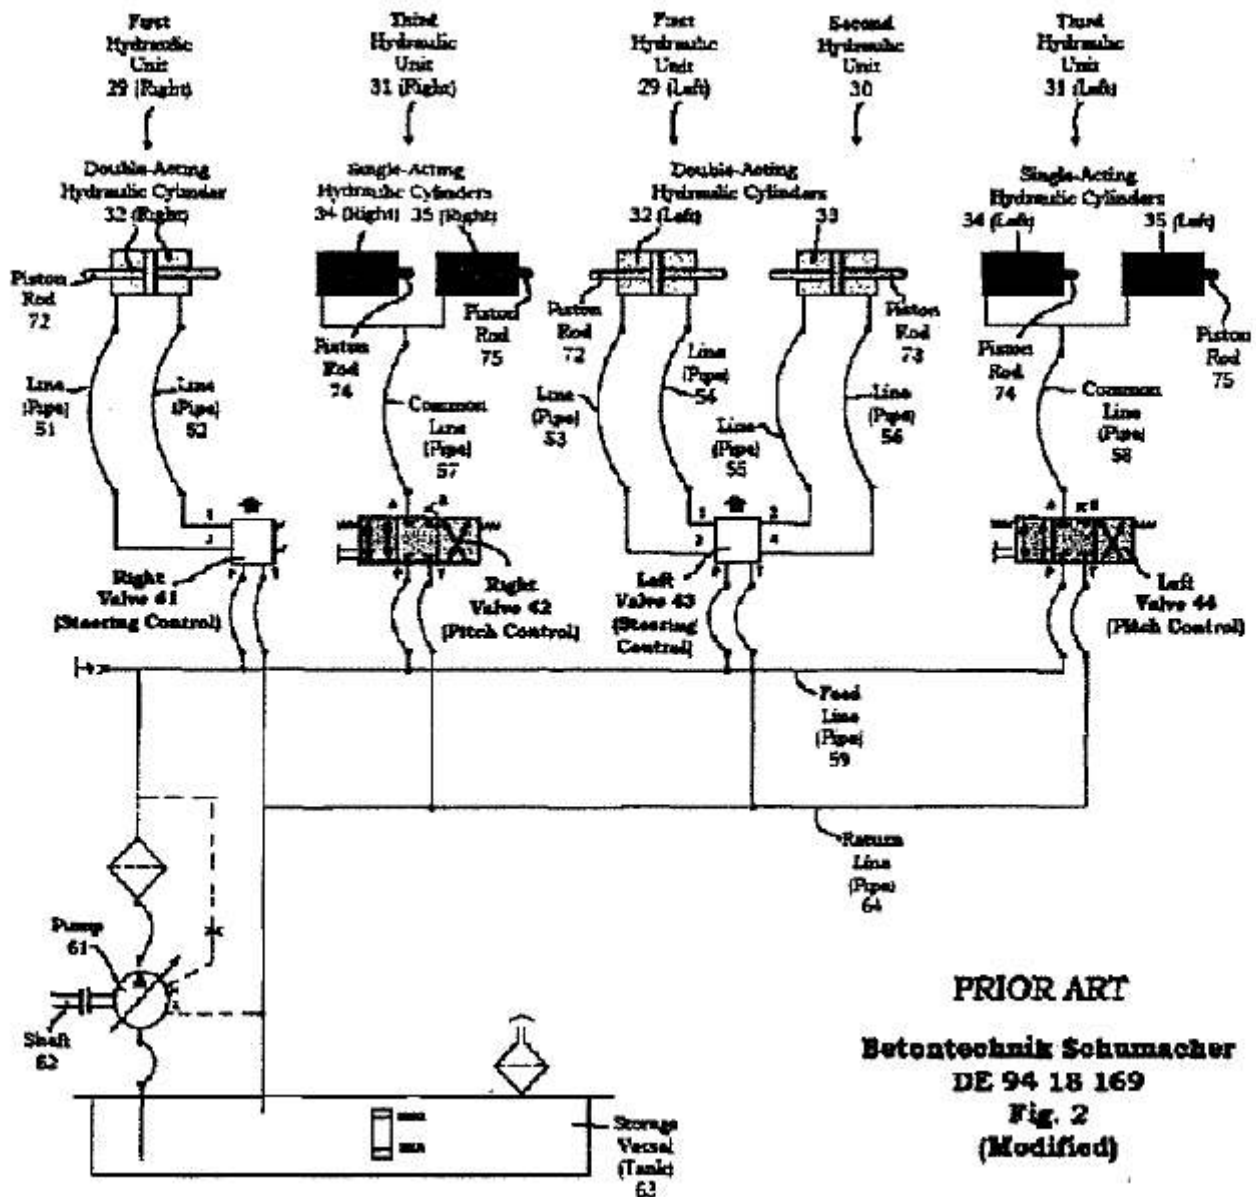 First
Hydraulic
Unit
29 (Right)
Third
Hydraulic
Unit
31 (Right)
First
Hydraulic
Unit
29 (Left)
Second
Hydraulic
Unit
30
Third
Hydraulic
Unit
31 (Left)
Double-Acting
Hydraulic Cylinder
32 (Right)
Single-Acting
Hydraulic Cylinders
34 (Right) 35 (Right)
Double-Acting
Hydraulic Cylinders
32 (Left) 33
Single-Acting
Hydraulic Cylinders
34 (Left) 35 (Left)
Piston
Rod
72
Piston
Rod
74
Piston
Rod
75
Piston
Rod
72
Piston
Rod
73
Piston
Rod
74
Piston
Rod
75
Line
(Pipe)
51
Line
(Pipe)
52
Common
Line
(Pipe)
57
Line
(Pipe)
53
Line
(Pipe)
54
Line
(Pipe)
55
Line
(Pipe)
56
Common
Line
(Pipe)
58
A B
1 2
3 4
A B
P T
P T
P T
P T
Right
Valve 41
(Steering Control)
Right
Valve 42
(Pitch Control)
Left
Valve 43
(Steering
Control)
Left
Valve 44
(Pitch Control)
Feed
Line
(Pipe)
59
Return
Line
(Pipe)
64
Pump
61
Shaft
62
Storage
Vessel
(Tank)
63
PRIOR ART
Betontechnik Schumacher
DE 94 18 169
Fig. 2
(Modified)